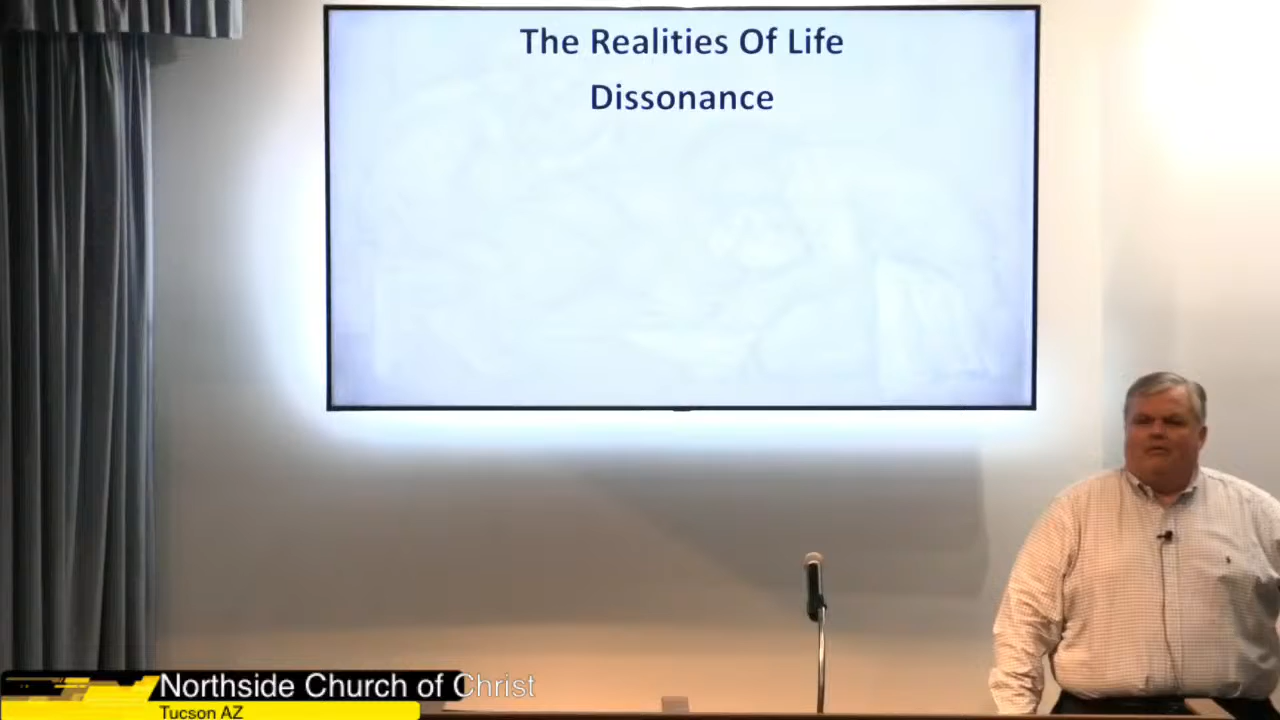 The Realities Of Life
Dissonance
Northside Church of Christ
Tucson AZ